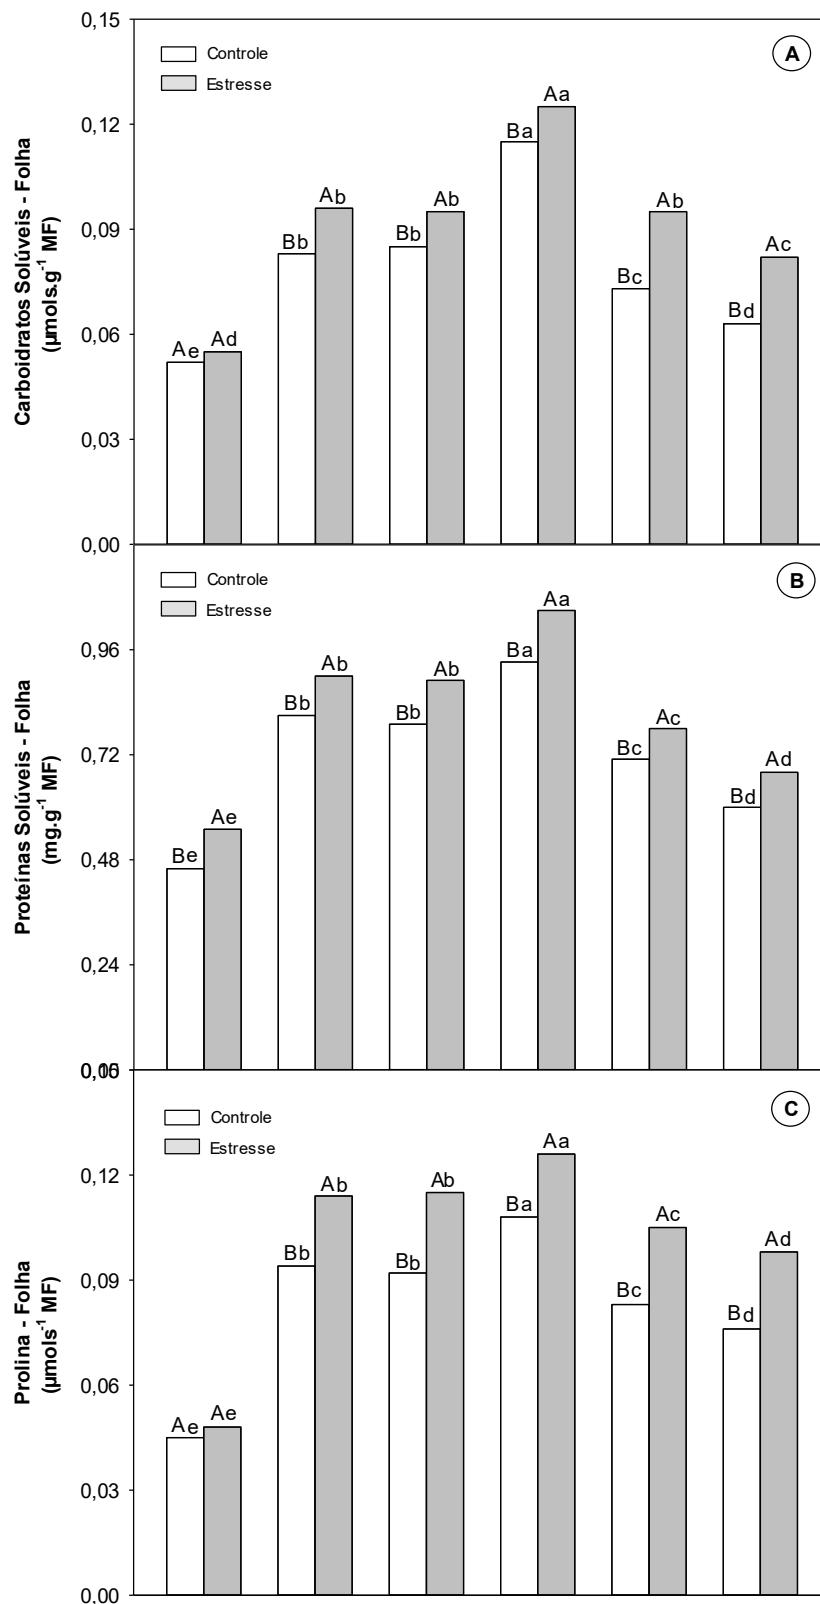 0,15
Controle
A
Estresse
Aa
Ba
0,12
Ab
Ab
Ab
Bb
Bb
0,09
Ac
Bc
Bd
Ae
Ad
0,06
0,03
0,00
Carboidratos Solúveis - Folha
(µmols.g-1 MF)
Controle
B
Estresse
Aa
0,96
Ab
Ab
Ba
Bb
Bb
Ac
0,72
Bc
Ad
Bd
Ae
0,48
Be
0,24
0,00
Proteínas Solúveis - Folha
(mg.g-1 MF)
0,15
Controle
C
Estresse
Aa
0,12
Ab
Ab
Ba
Ac
Bb
Bb
Ad
0,09
Bc
Bd
0,06
Ae
Ae
0,03
0,00
Prolina - Folha
(µmols-1 MF)